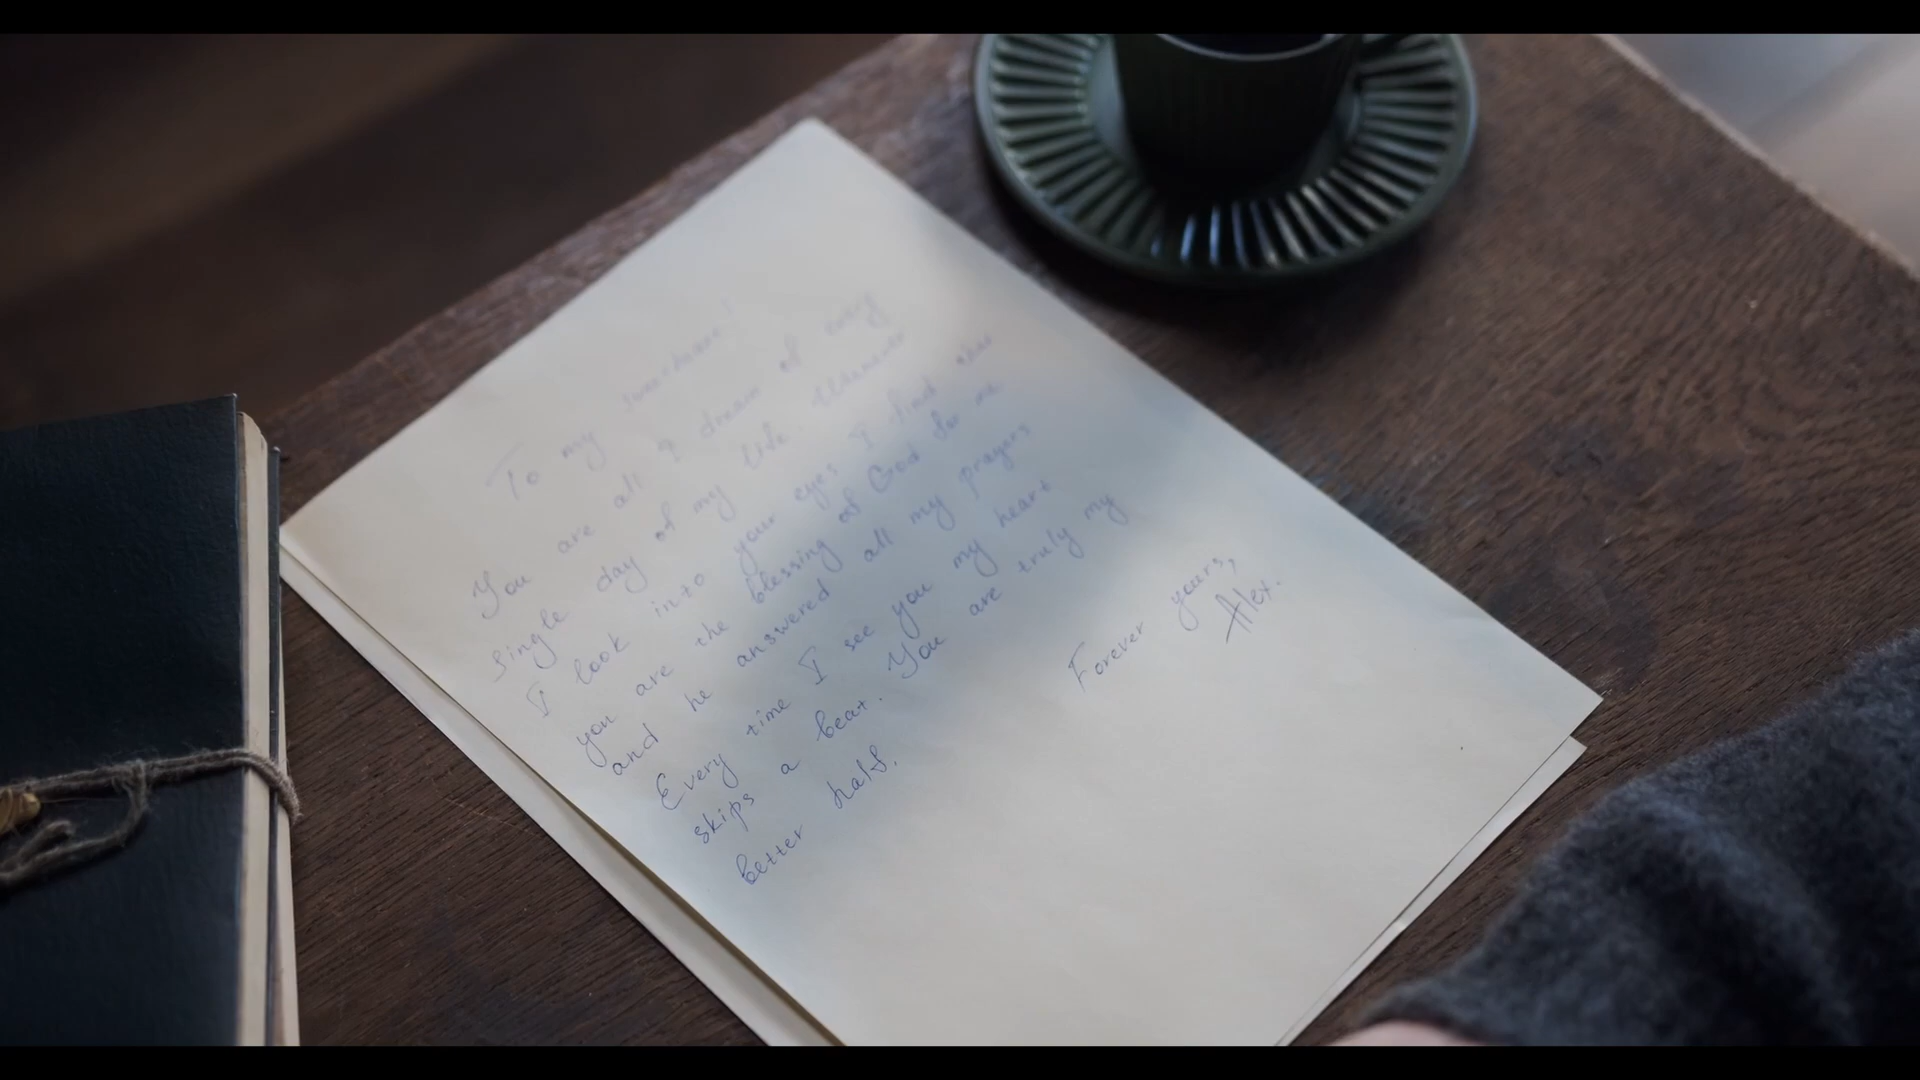 To my sweetheart!
You are all I dream of every
single day of my life. Whenever
I look into your eyes I find that
you are the blessing of God for me
and he answered all my prayers
Every time I see you my heart
skips a beat. You are truly my
better half.
Forever yours,
Alex.